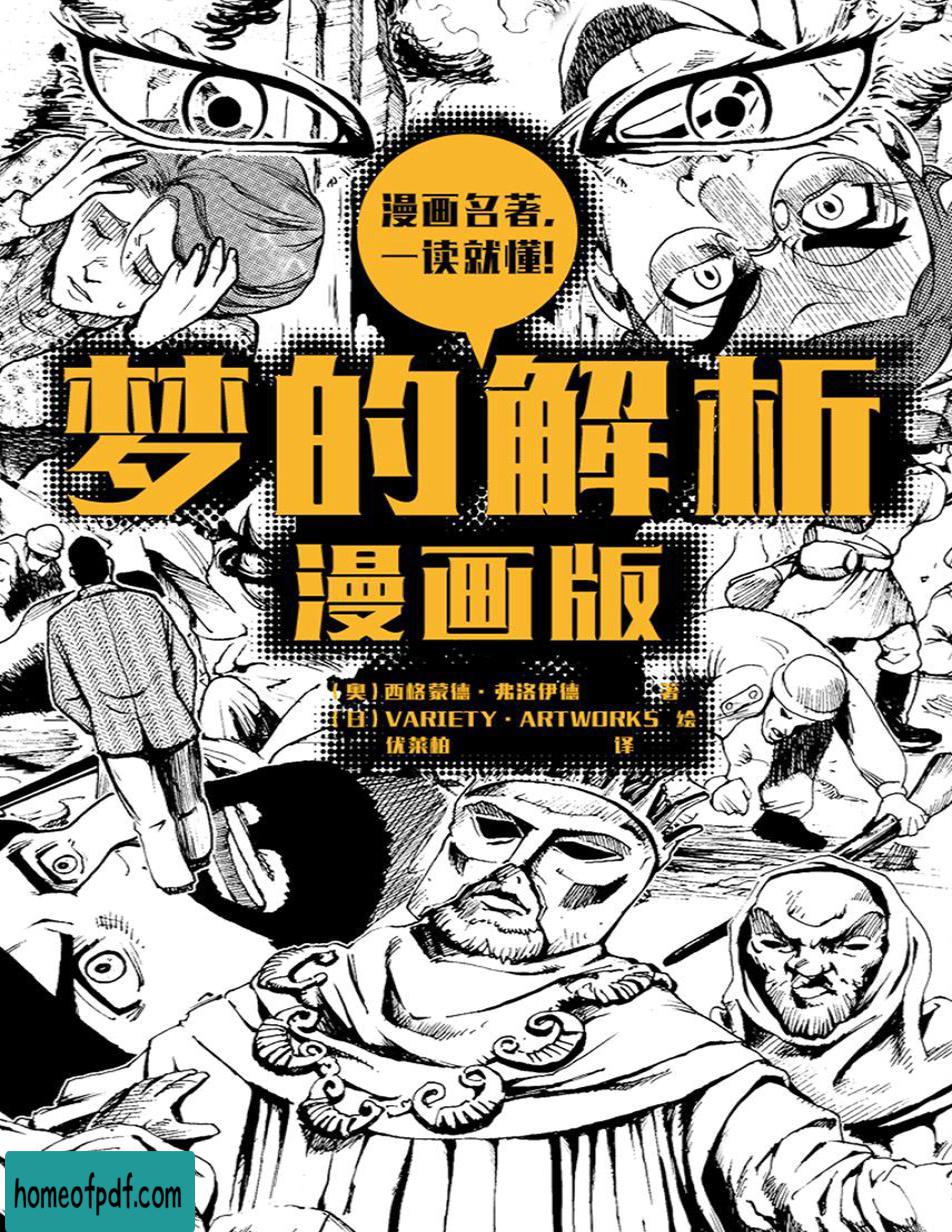 漫画名著，
一读就懂！
梦的解析
漫画版
（奥）西格蒙德·弗洛伊德 著
（日）VARIETY·ARTWORKS 绘
伏莱柏 译
homeofpdf.com